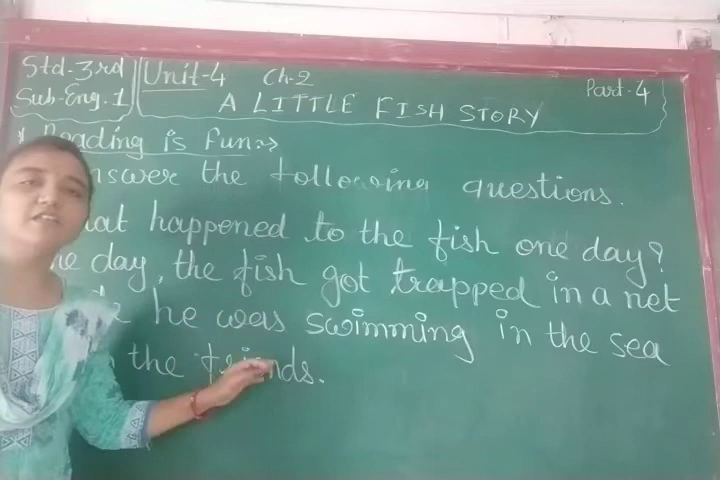 Std-3rd Unit-4 Ch-2 Part-4
Sub-Eng.1 A LITTLE FISH STORY
Reading is fun:->
nswer the following questions.
hat happened to the fish one day?
ne day, the fish got trapped in a net
he was swimming in the sea
the friends.